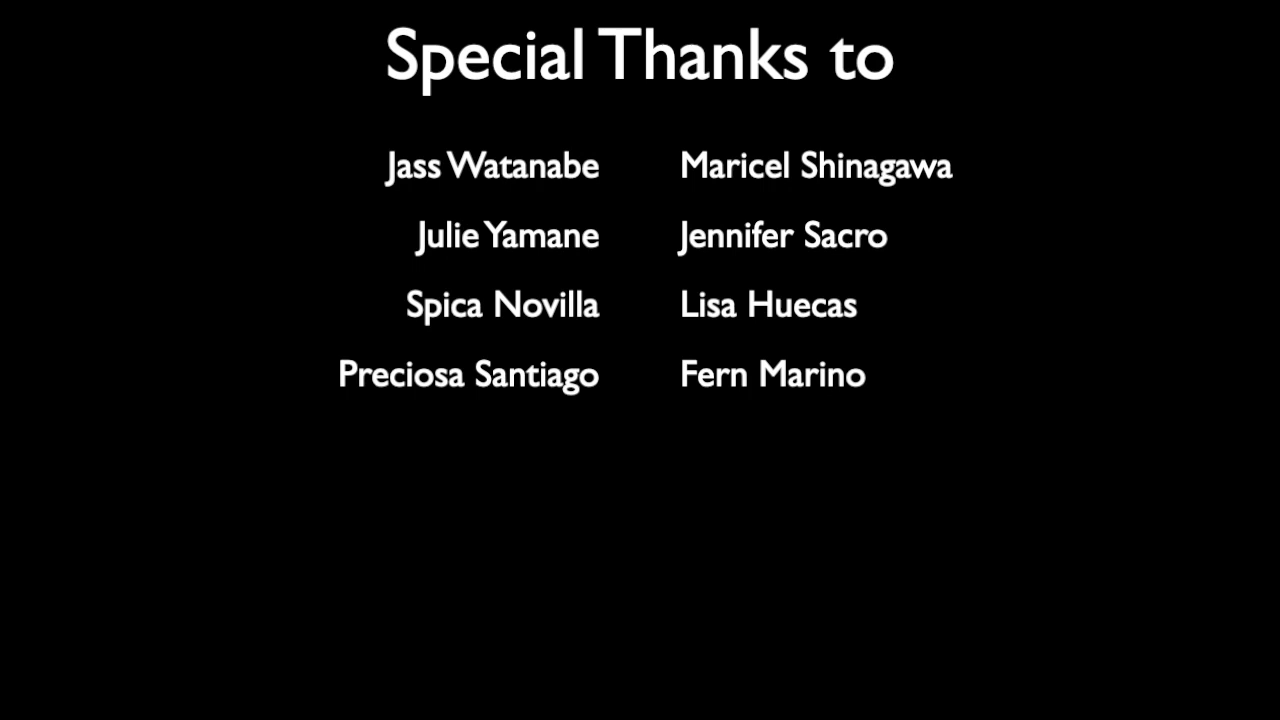 Special Thanks to
Jass Watanabe Maricel Shinagawa
Julie Yamane Jennifer Sacro
Spica Novilla Lisa Huecas
Preciosa Santiago Fern Marino